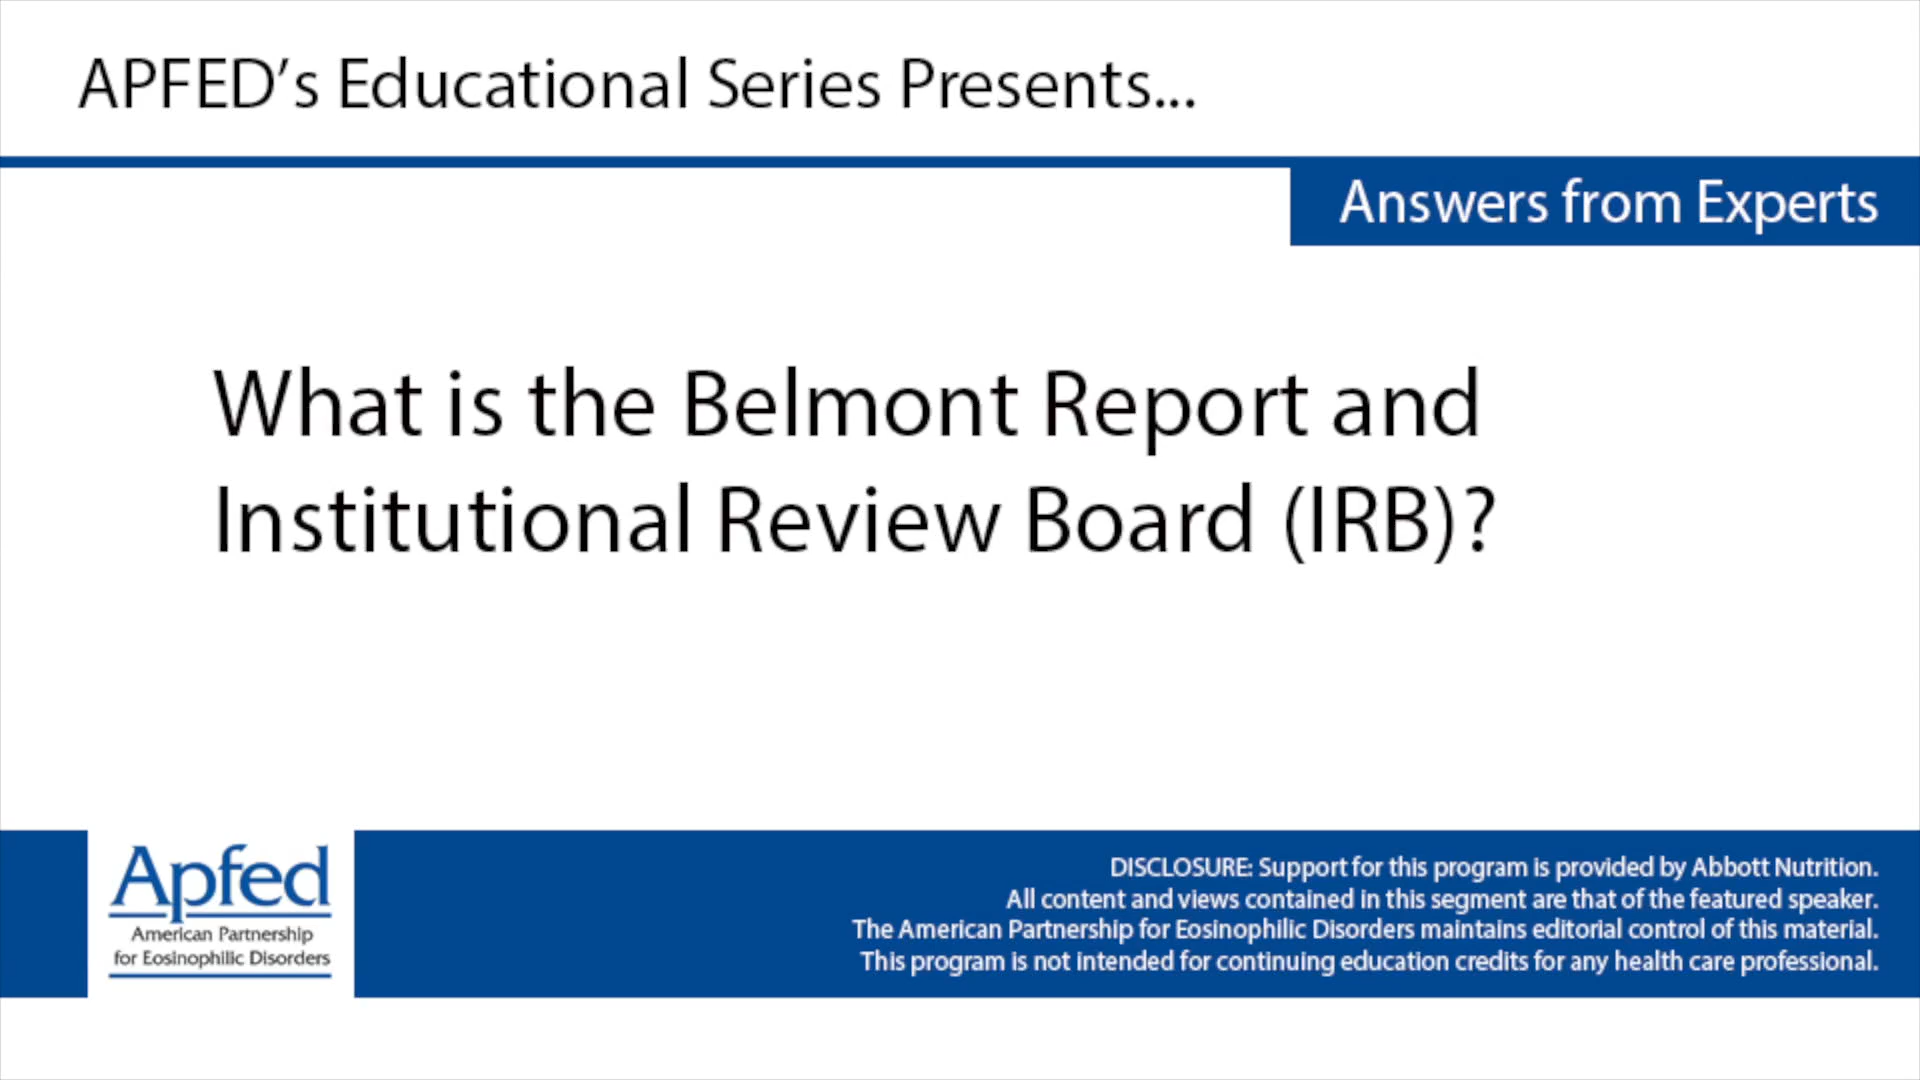 APFED’s Educational Series Presents...
Answers from Experts
What is the Belmont Report and
Institutional Review Board (IRB)?
Apfed
American Partnership
for Eosinophilic Disorders
DISCLOSURE: Support for this program is provided by Abbott Nutrition.
All content and views contained in this segment are that of the featured speaker.
The American Partnership for Eosinophilic Disorders maintains editorial control of this material.
This program is not intended for continuing education credits for any health care professional.